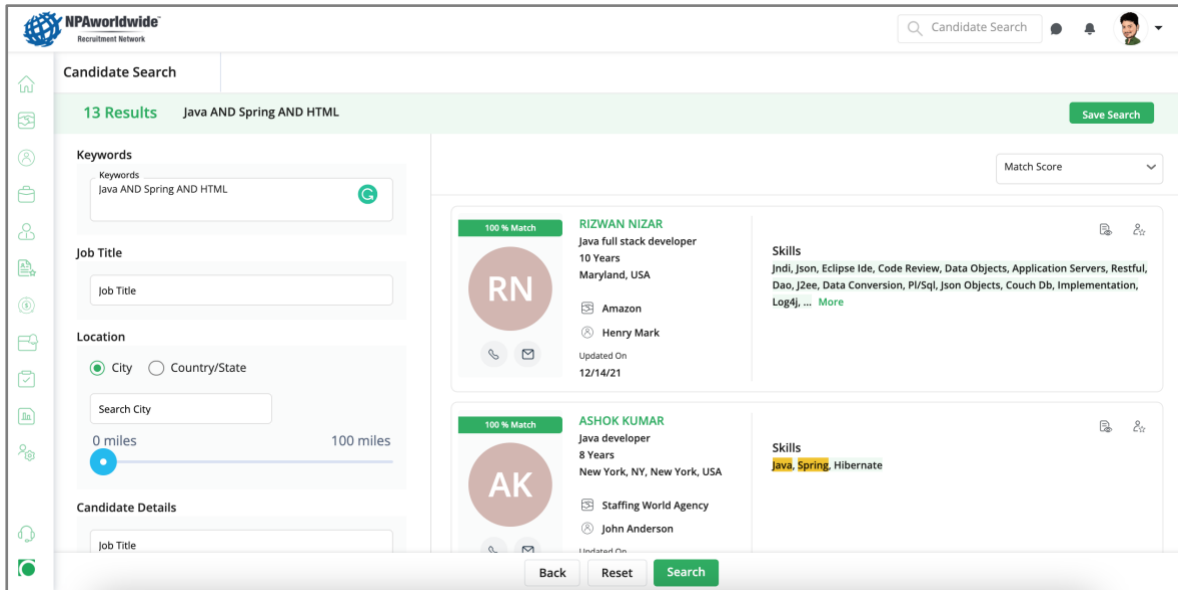 NPAworldwide
Recruitment Network
Candidate Search
Candidate Search
13 Results Java AND Spring AND HTML
Save Search
Keywords
Keywords
Java AND Spring AND HTML
Job Title
Job Title
Location
City Country/State
Search City
0 miles 100 miles
Candidate Details
Job Title
Match Score
100 % Match
RN
RIZWAN NIZAR
Java full stack developer
10 Years
Maryland, USA
Amazon
Henry Mark
Updated On
12/14/21
Skills
Jndi, Json, Eclipse Ide, Code Review, Data Objects, Application Servers, Restful,
Dao, J2ee, Data Conversion, Pl/Sql, Json Objects, Couch Db, Implementation,
Log4j, ... More
100 % Match
AK
ASHOK KUMAR
Java developer
8 Years
New York, NY, New York, USA
Staffing World Agency
John Anderson
Updated On
Skills
Java, Spring, Hibernate
Back Reset Search